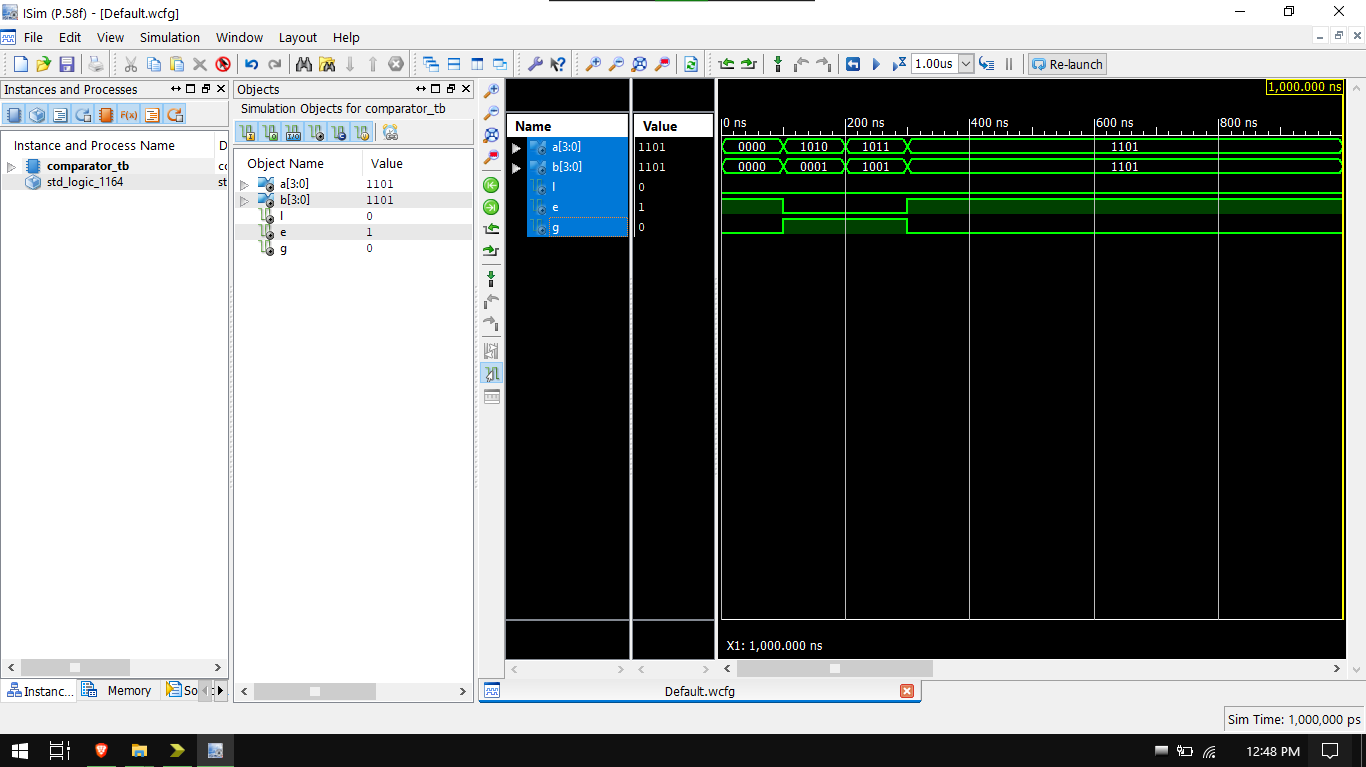 ISim (P.58f) - [Default.wcfg]
File Edit View Simulation Window Layout Help
1.00us
Re-launch
Instances and Processes
Instance and Process Name D
comparator_tb cc
std_logic_1164 st
Instanc...
Memory
So
Objects
Simulation Objects for comparator_tb
Object Name Value
a[3:0] 1101
b[3:0] 1101
l 0
e 1
g 0
Name Value
a[3:0] 1101
b[3:0] 1101
l 0
e 1
g 0
1,000.000 ns
0 ns 200 ns 400 ns 600 ns 800 ns
0000 1010 1011 1101
0000 0001 1001 1101
X1: 1,000.000 ns
Default.wcfg
Sim Time: 1,000,000 ps
12:48 PM